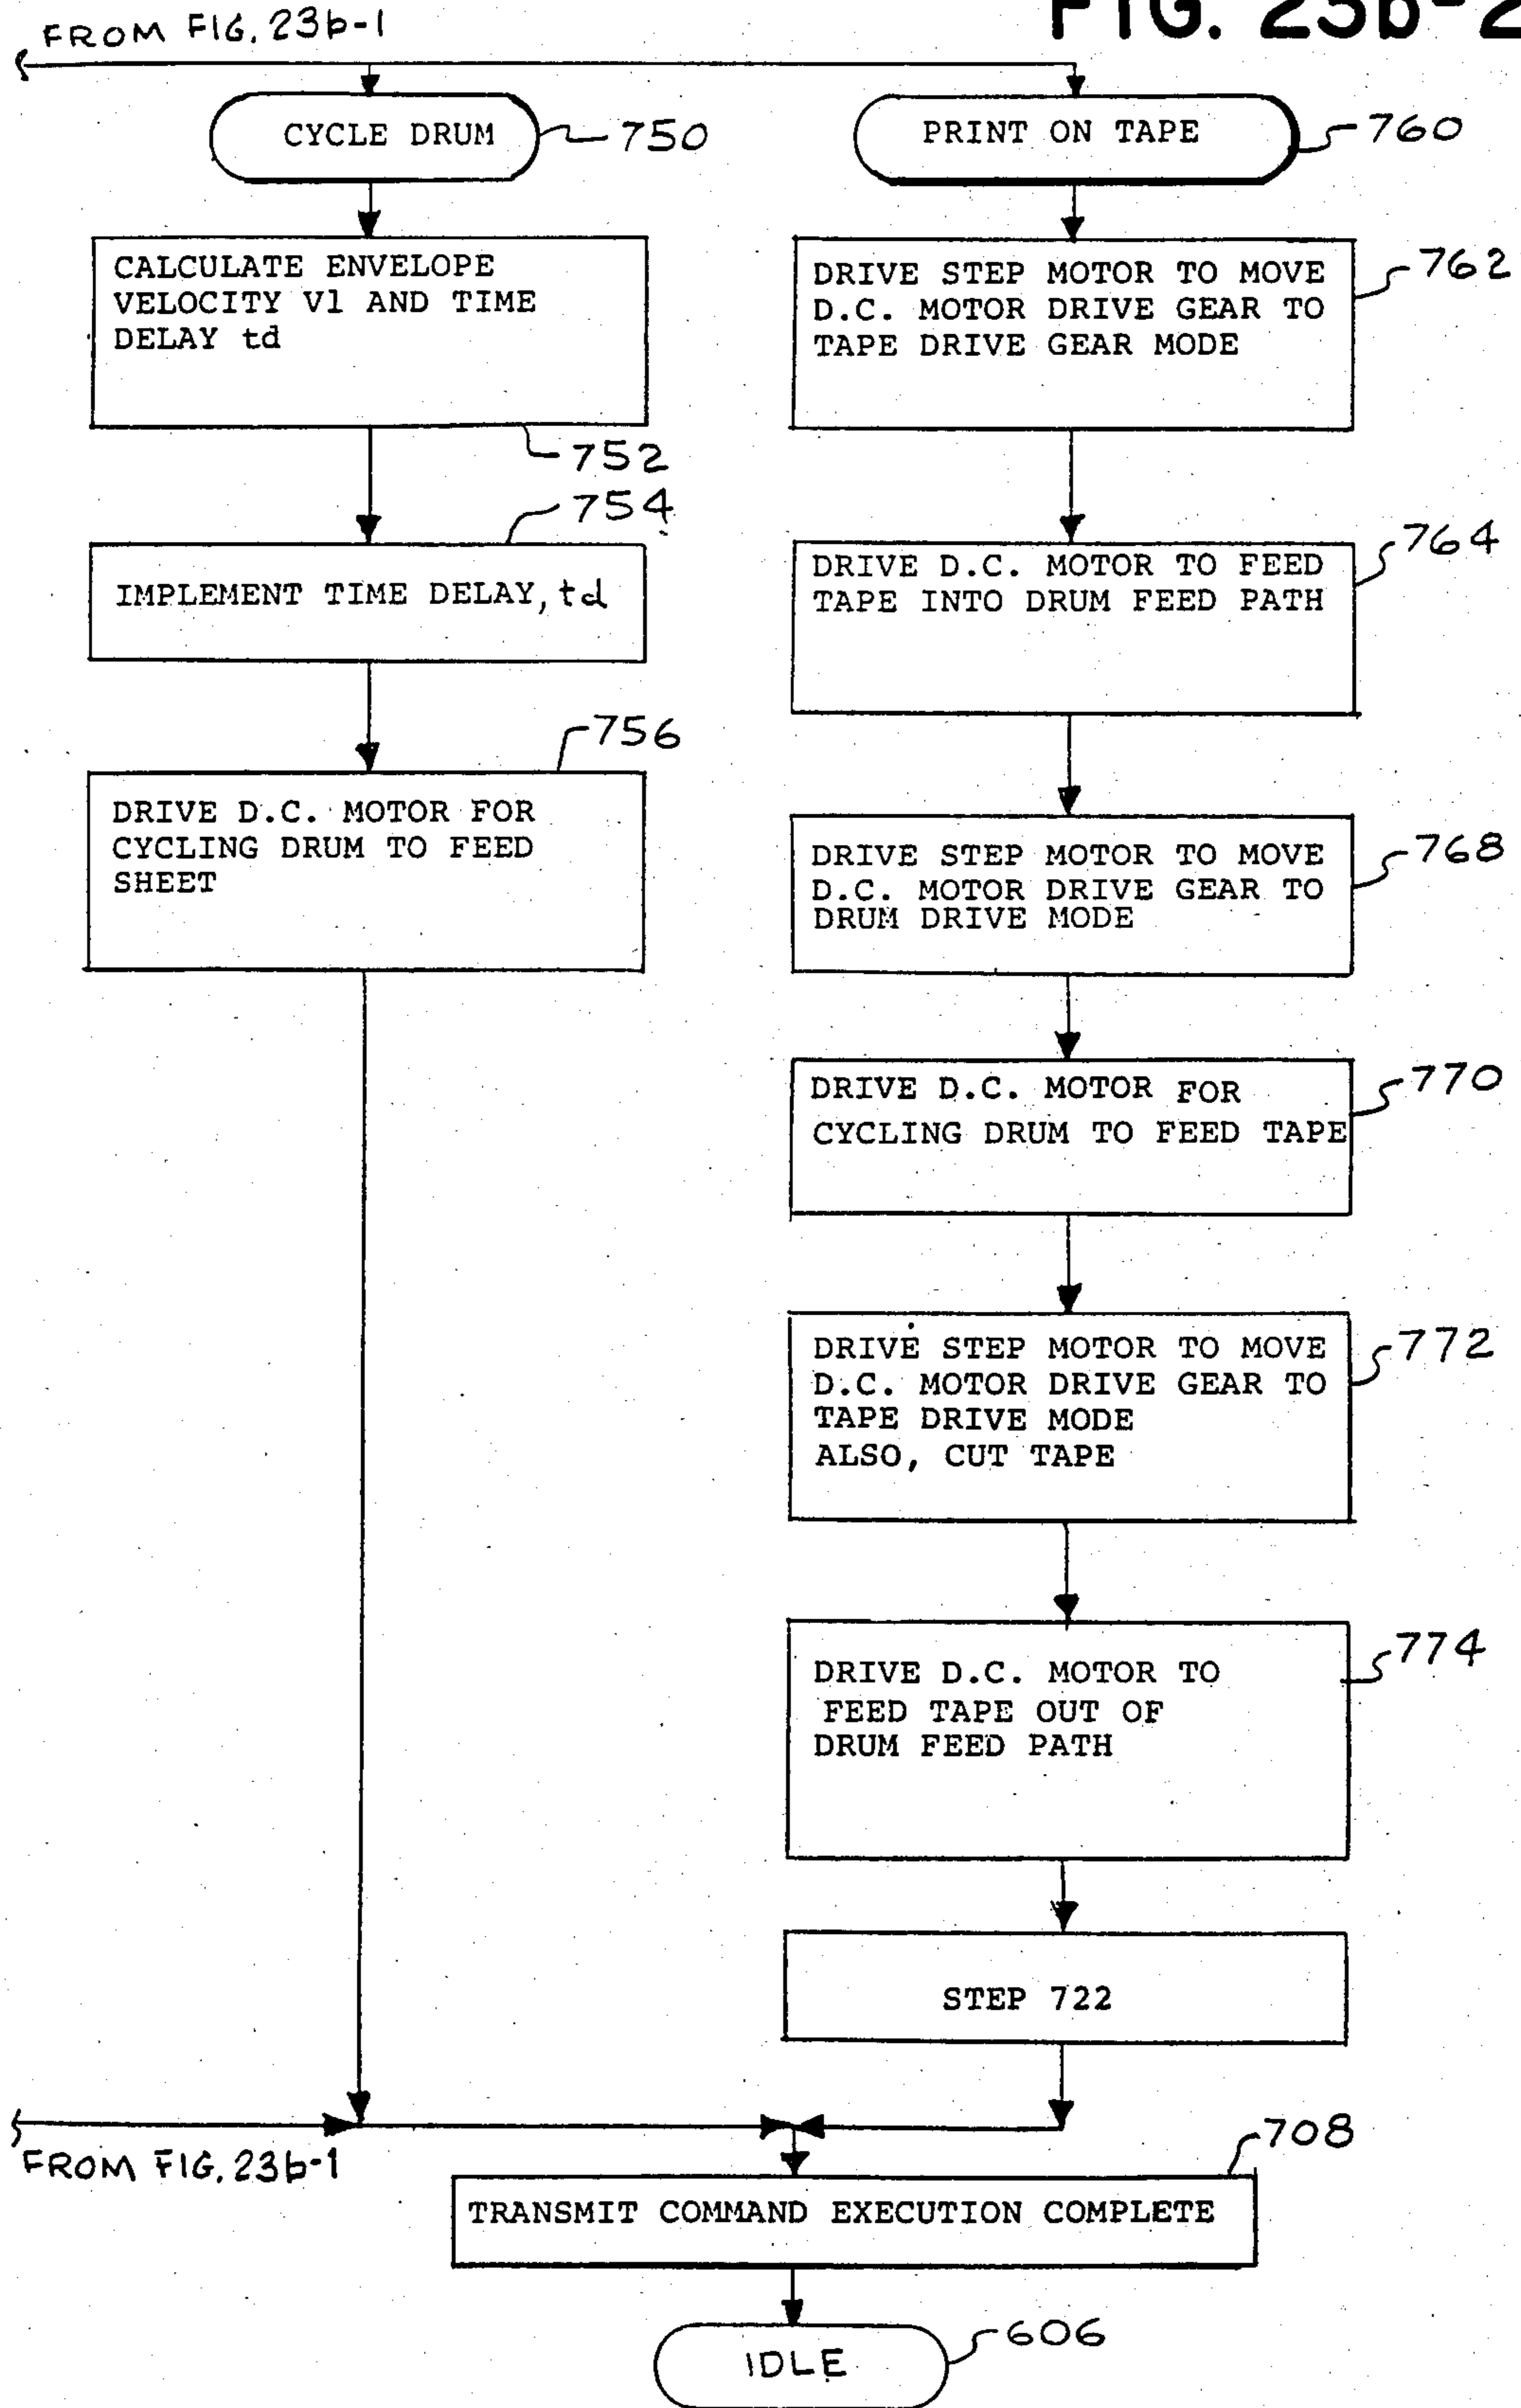 FIG. 23b-2
FROM FIG. 23b-1
CYCLE DRUM
750
CALCULATE ENVELOPE
VELOCITY V1 AND TIME
DELAY td
752
754
IMPLEMENT TIME DELAY, td
756
DRIVE D.C. MOTOR FOR
CYCLING DRUM TO FEED
SHEET
PRINT ON TAPE
760
DRIVE STEP MOTOR TO MOVE
D.C. MOTOR DRIVE GEAR TO
TAPE DRIVE GEAR MODE
762
DRIVE D.C. MOTOR TO FEED
TAPE INTO DRUM FEED PATH
764
DRIVE STEP MOTOR TO MOVE
D.C. MOTOR DRIVE GEAR TO
DRUM DRIVE MODE
768
DRIVE D.C. MOTOR FOR
CYCLING DRUM TO FEED TAPE
770
DRIVE STEP MOTOR TO MOVE
D.C. MOTOR DRIVE GEAR TO
TAPE DRIVE MODE
ALSO, CUT TAPE
772
DRIVE D.C. MOTOR TO
FEED TAPE OUT OF
DRUM FEED PATH
774
STEP 722
FROM FIG. 23b-1
708
TRANSMIT COMMAND EXECUTION COMPLETE
IDLE
606